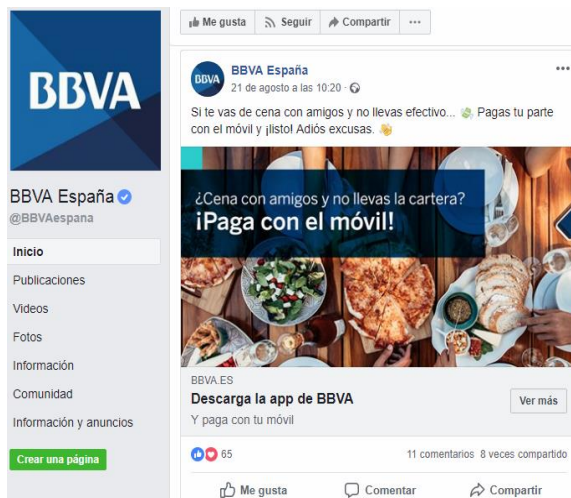 BBVA
BBVA España
@BBVAespana
Inicio
Publicaciones
Videos
Fotos
Información
Comunidad
Información y anuncios
Crear una página
Me gusta Seguir Compartir ...
BBVA
BBVA España
21 de agosto a las 10:20 ·
Si te vas de cena con amigos y no llevas efectivo... Pagas tu parte
con el móvil y ¡listo! Adiós excusas.
¿Cena con amigos y no llevas la cartera?
¡Paga con el móvil!
BBVA.ES
Descarga la app de BBVA
Y paga con tu móvil
Ver más
65
11 comentarios 8 veces compartido
Me gusta Comentar Compartir